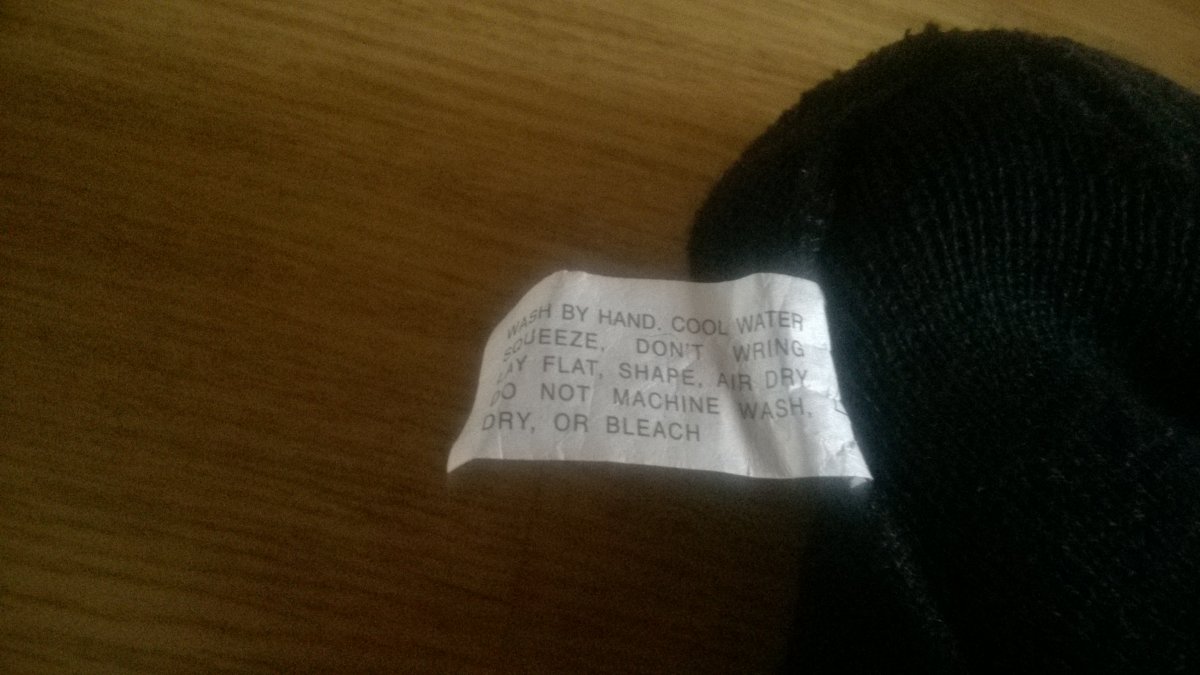 WASH BY HAND. COOL WATER
SQUEEZE, DON'T WRING
LAY FLAT, SHAPE, AIR DRY
DO NOT MACHINE WASH,
DRY, OR BLEACH